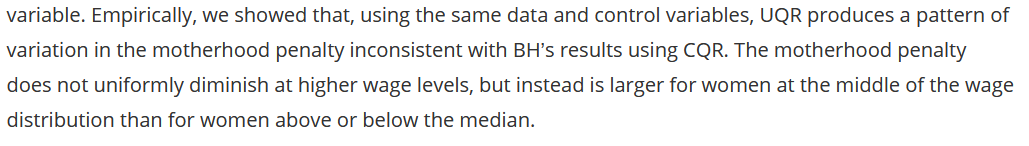 variable. Empirically, we showed that, using the same data and control variables, UQR produces a pattern of
variation in the motherhood penalty inconsistent with BH’s results using CQR. The motherhood penalty
does not uniformly diminish at higher wage levels, but instead is larger for women at the middle of the wage
distribution than for women above or below the median.